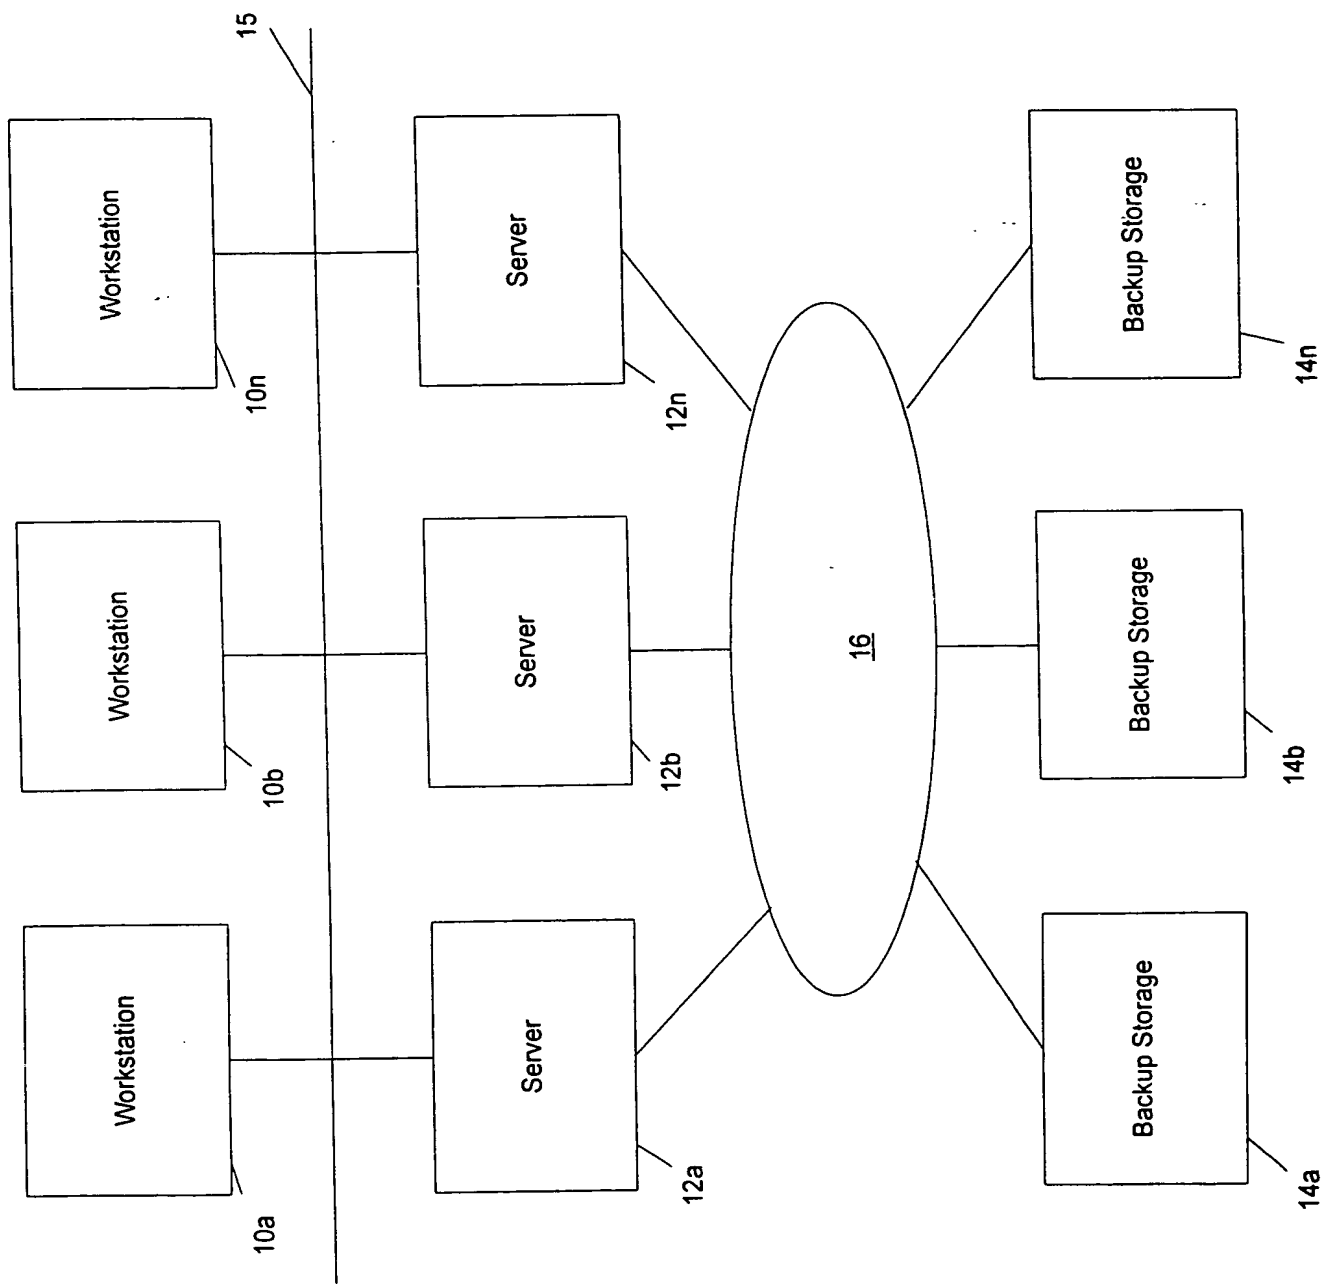 Workstation
Workstation
Workstation
10a
10b
10n
15
Server
Server
Server
12a
12b
12n
16
Backup Storage
Backup Storage
Backup Storage
14a
14b
14n